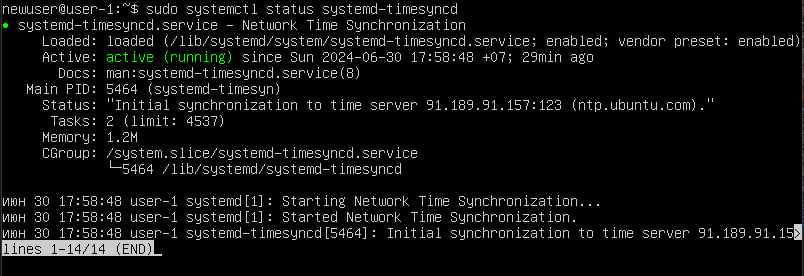 newuser@user-1:~$ sudo systemctl status systemd-timesyncd
● systemd-timesyncd.service - Network Time Synchronization
     Loaded: loaded (/lib/systemd/system/systemd-timesyncd.service; enabled; vendor preset: enabled)
     Active: active (running) since Sun 2024-06-30 17:58:48 +07; 29min ago
       Docs: man:systemd-timesyncd.service(8)
   Main PID: 5464 (systemd-timesyn)
     Status: "Initial synchronization to time server 91.189.91.157:123 (ntp.ubuntu.com)."
      Tasks: 2 (limit: 4537)
     Memory: 1.2M
     CGroup: /system.slice/systemd-timesyncd.service
             └─5464 /lib/systemd/systemd-timesyncd

июн 30 17:58:48 user-1 systemd[1]: Starting Network Time Synchronization...
июн 30 17:58:48 user-1 systemd[1]: Started Network Time Synchronization.
июн 30 17:58:48 user-1 systemd-timesyncd[5464]: Initial synchronization to time server 91.189.91.15>
lines 1-14/14 (END)